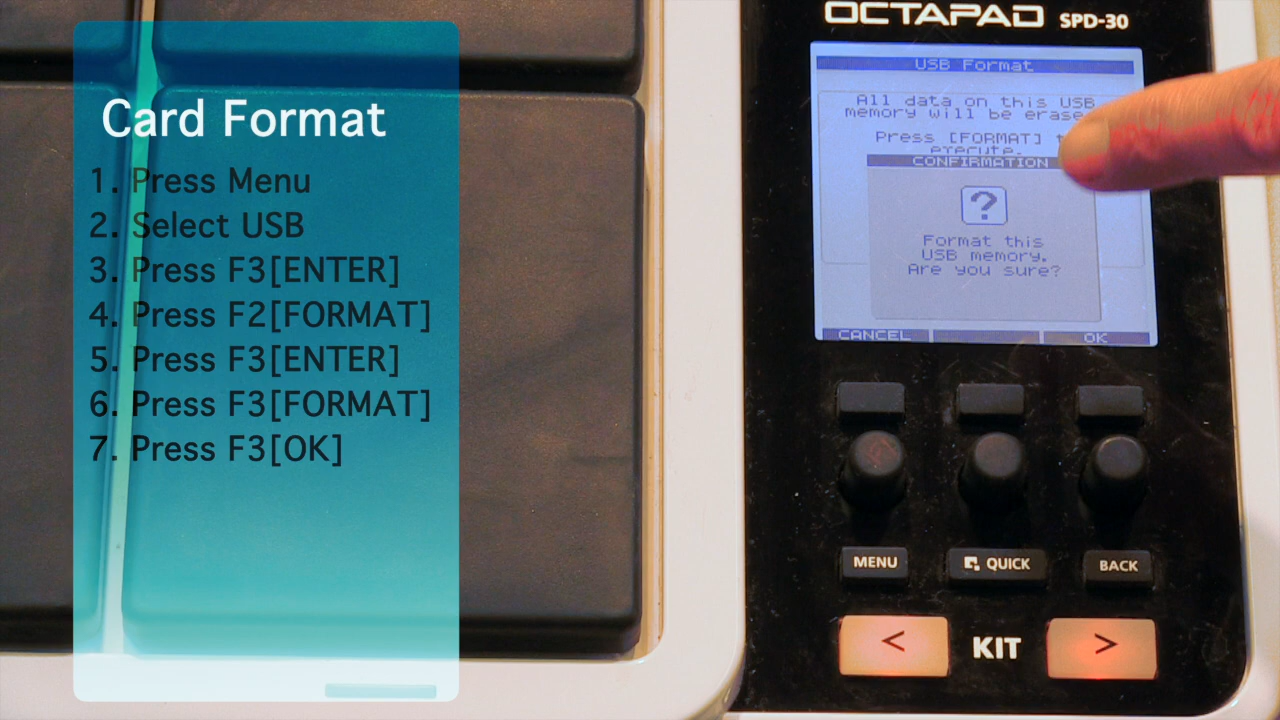 Card Format
1. Press Menu
2. Select USB
3. Press F3[ENTER]
4. Press F2[FORMAT]
5. Press F3[ENTER]
6. Press F3[FORMAT]
7. Press F3[OK]
OCTAPAD SPD-30
USB Format
All data on this USB
memory will be
Press [FORMAT]
execute.
CONFIRMATION
?
Format this
USB memory.
Are you sure?
CANCEL OK
MENU QUICK BACK
< KIT >